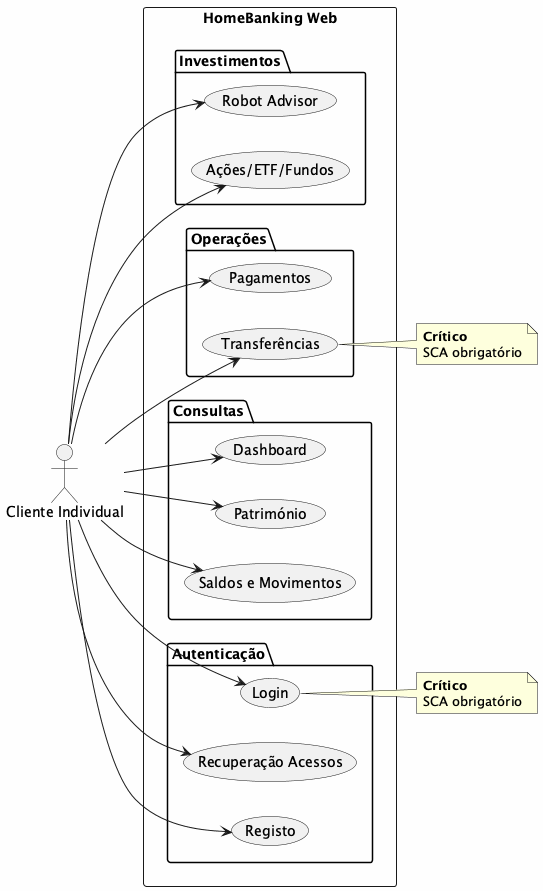 HomeBanking Web
Investimentos
Robot Advisor
Ações/ETF/Fundos
Operações
Pagamentos
Transferências
Crítico
SCA obrigatório
Consultas
Dashboard
Património
Saldos e Movimentos
Cliente Individual
Autenticação
Login
Crítico
SCA obrigatório
Recuperação Acessos
Registo